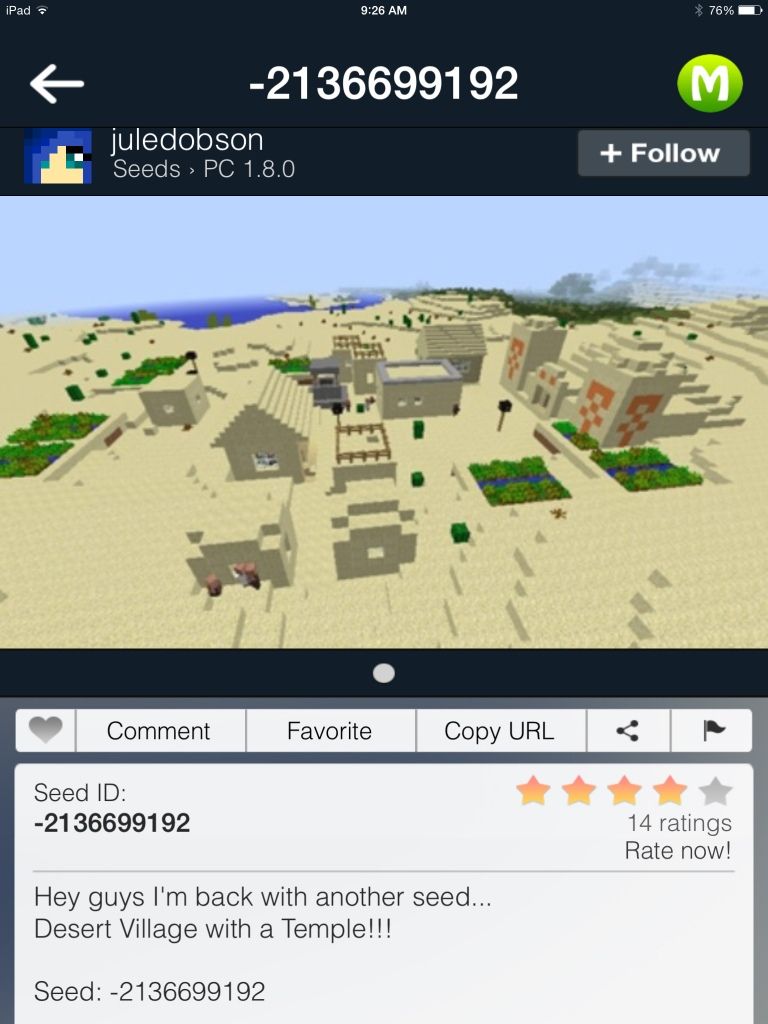 iPad 9:26 AM 76%
-2136699192 M
juledobson
Seeds › PC 1.8.0
+ Follow
Comment Favorite Copy URL
Seed ID:
-2136699192
14 ratings
Rate now!
Hey guys I'm back with another seed...
Desert Village with a Temple!!!
Seed: -2136699192